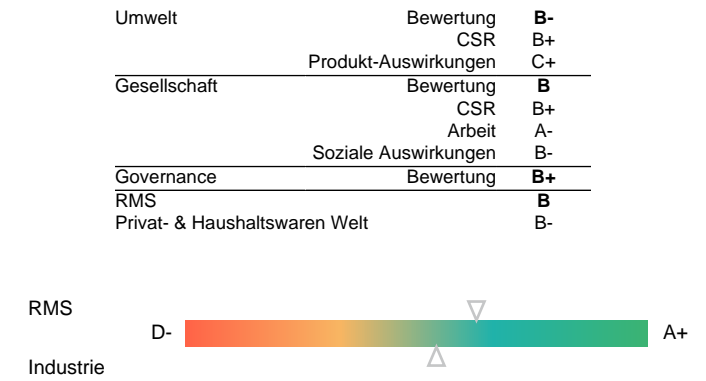 Umwelt Bewertung B-
CSR B+
Produkt-Auswirkungen C+
Gesellschaft Bewertung B
CSR B+
Arbeit A-
Soziale Auswirkungen B-
Governance Bewertung B+
RMS B
Privat- & Haushaltswaren Welt B-
RMS
D- A+
Industrie